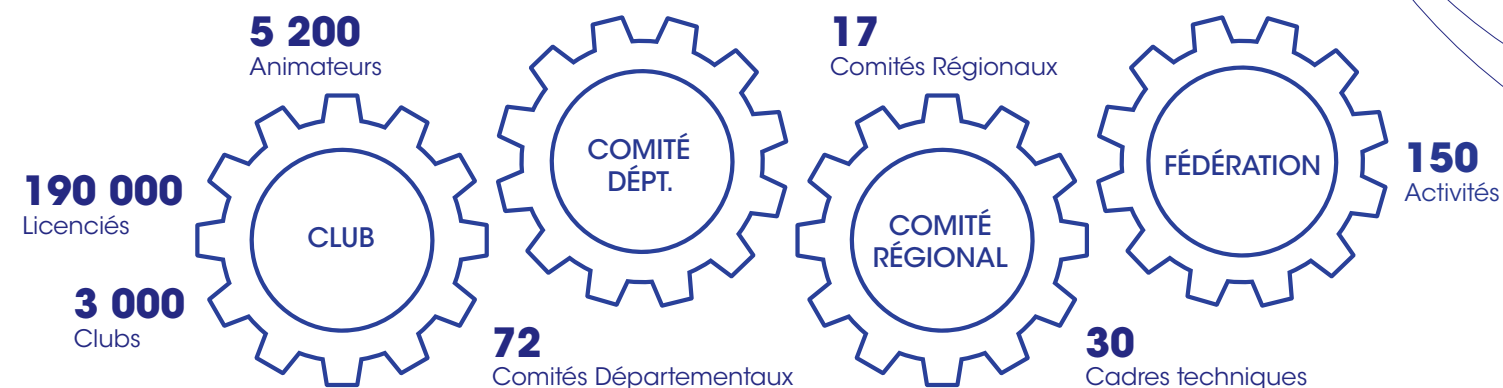 5 200
Animateurs
190 000
Licenciés
3 000
Clubs
CLUB
COMITÉ
DÉPT.
72
Comités Départementaux
17
Comités Régionaux
COMITÉ
RÉGIONAL
30
Cadres techniques
FÉDÉRATION
150
Activités